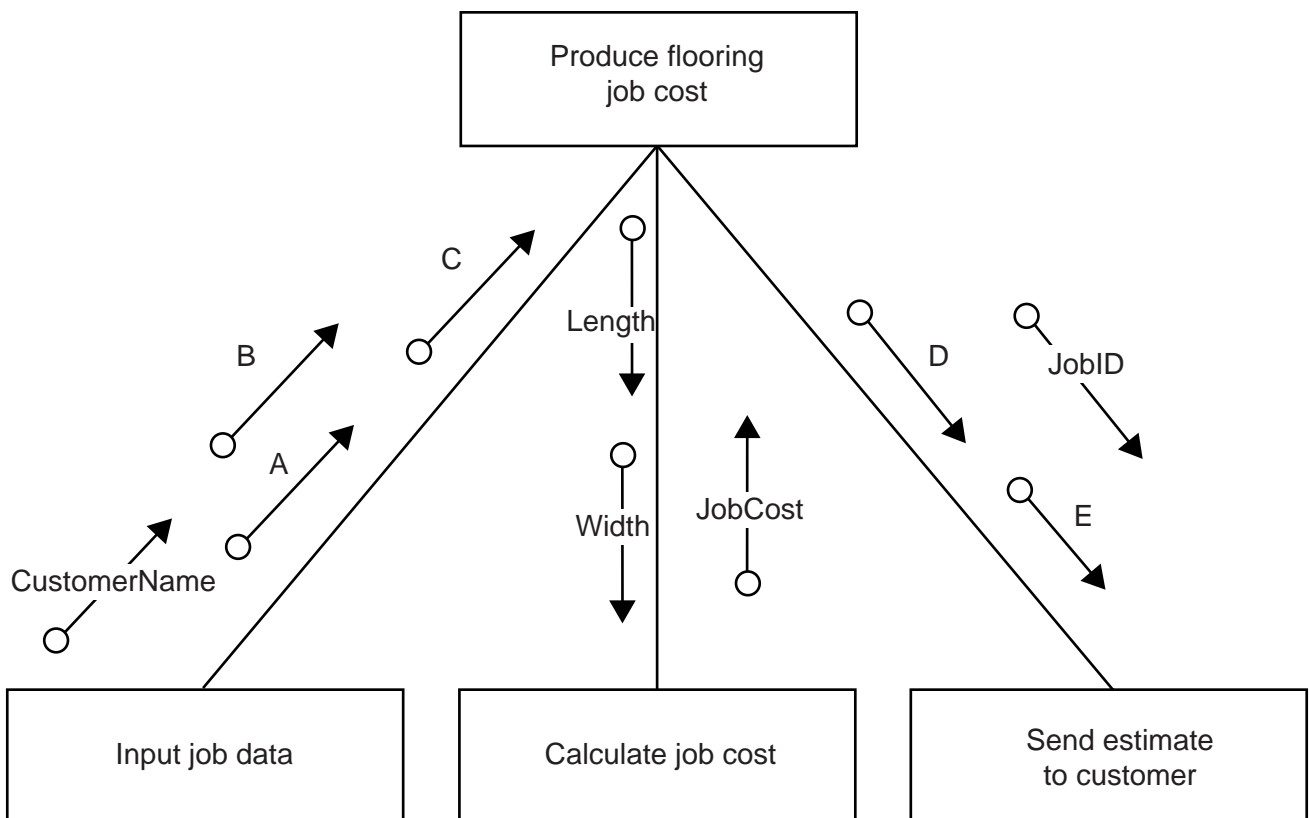 Produce flooring
job cost
C
Length
B
D
JobID
A
Width
JobCost
E
CustomerName
Input job data
Calculate job cost
Send estimate
to customer